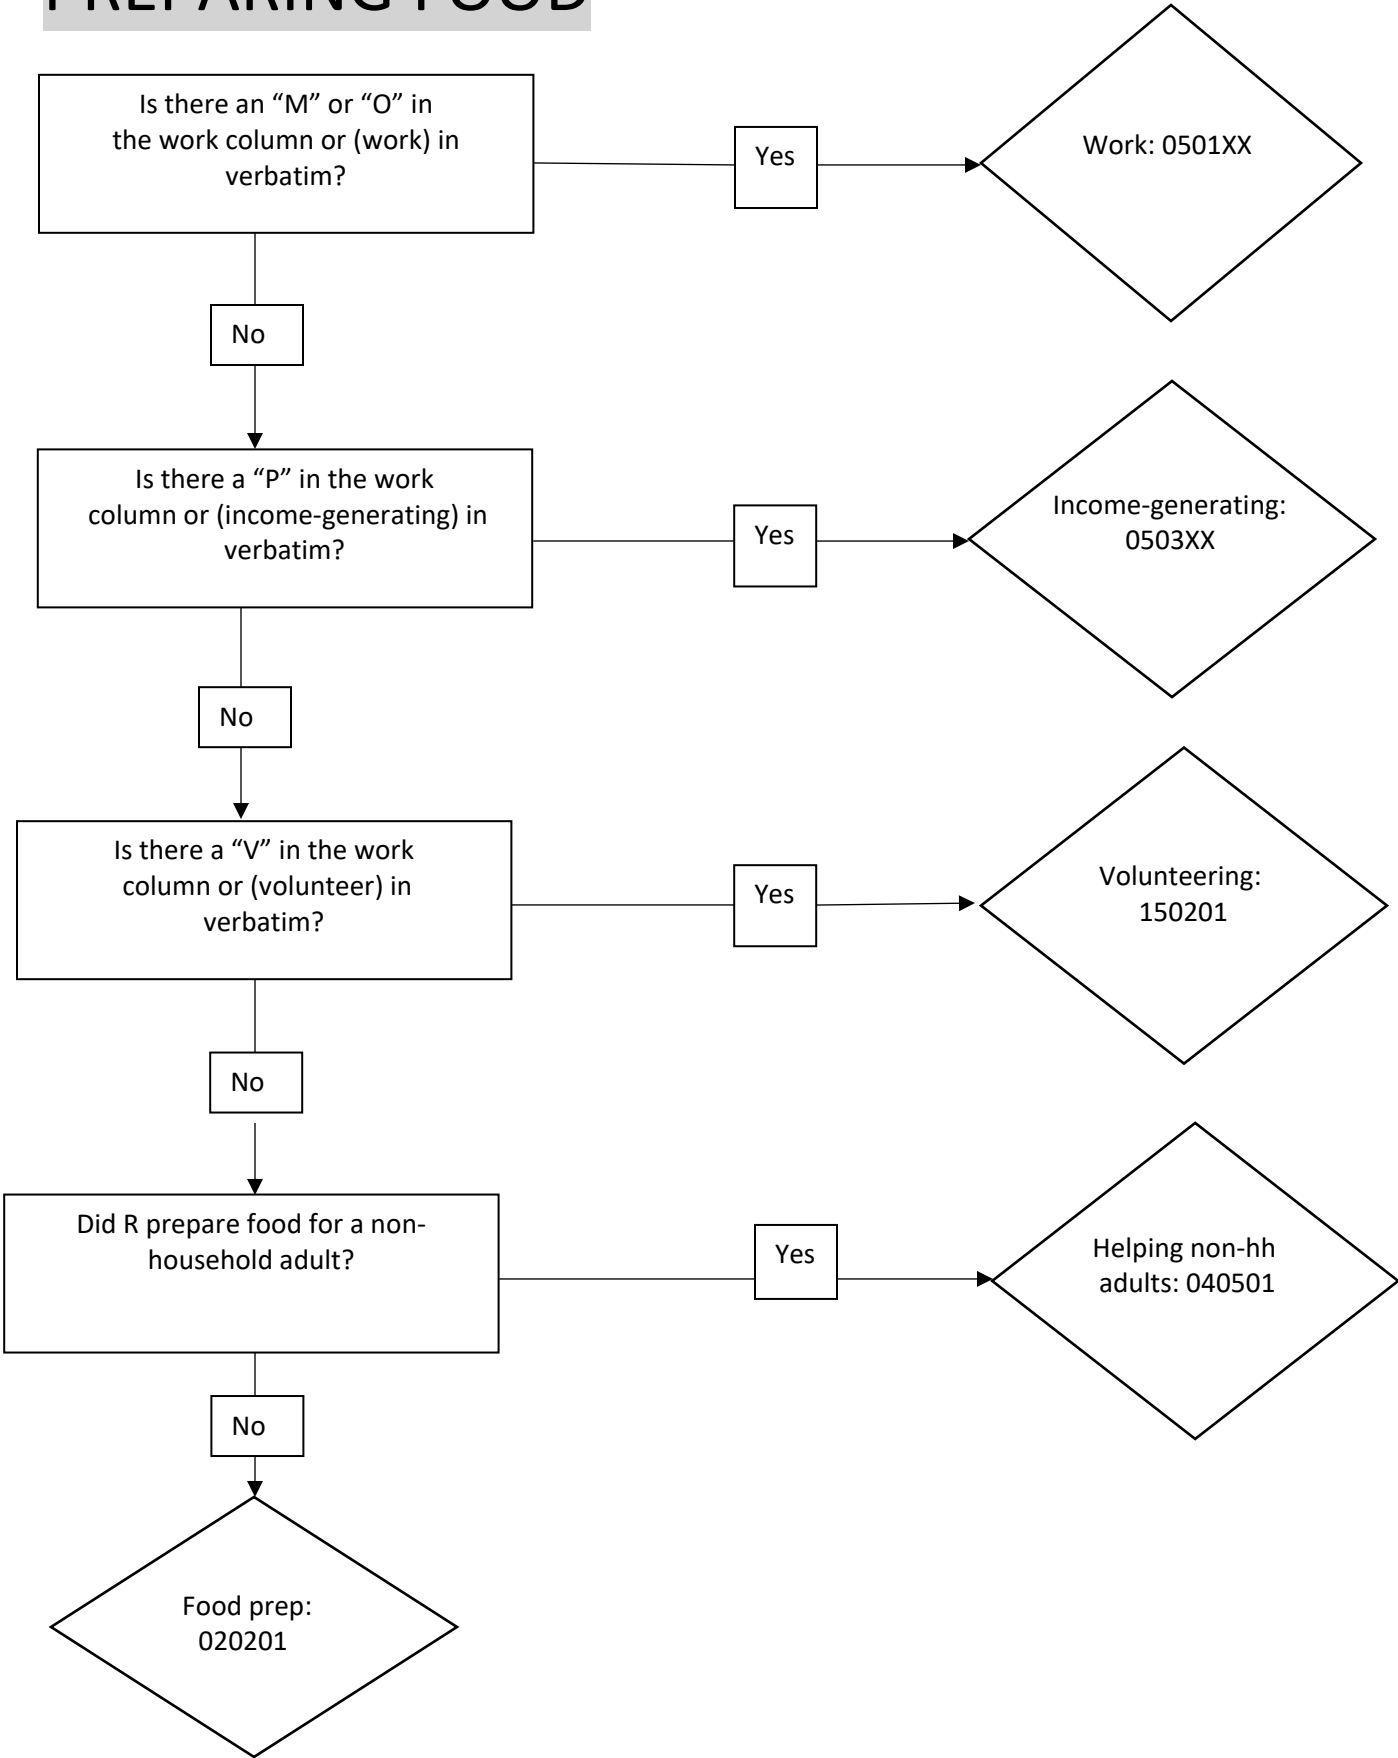 PREPARING FOOD
Is there an “M” or “O” in
the work column or (work) in
verbatim?
Yes
Work: 0501XX
No
Is there a “P” in the work
column or (income-generating) in
verbatim?
Yes
Income-generating:
0503XX
No
Is there a “V” in the work
column or (volunteer) in
verbatim?
Yes
Volunteering:
150201
No
Did R prepare food for a non-
household adult?
Yes
Helping non-hh
adults: 040501
No
Food prep:
020201